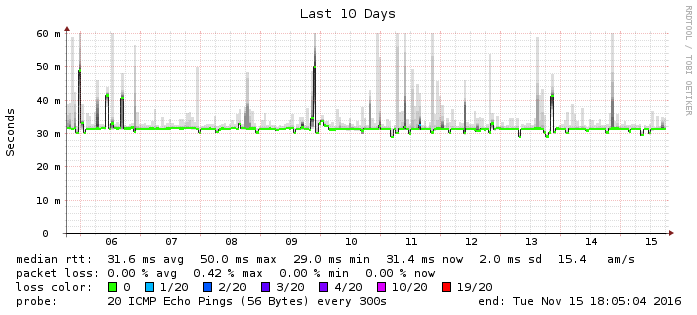 Last 10 Days
RRDTOOL / TOBI OETIKER
Seconds
60 m
50 m
40 m
30 m
20 m
10 m
0
06 07 08 09 10 11 12 13 14 15
median rtt: 31.6 ms avg 50.0 ms max 29.0 ms min 31.4 ms now 2.0 ms sd 15.4 am/s
packet loss: 0.00 % avg 0.42 % max 0.00 % min 0.00 % now
loss color: 0 1/20 2/20 3/20 4/20 10/20 19/20
probe: 20 ICMP Echo Pings (56 Bytes) every 300s end: Tue Nov 15 18:05:04 2016